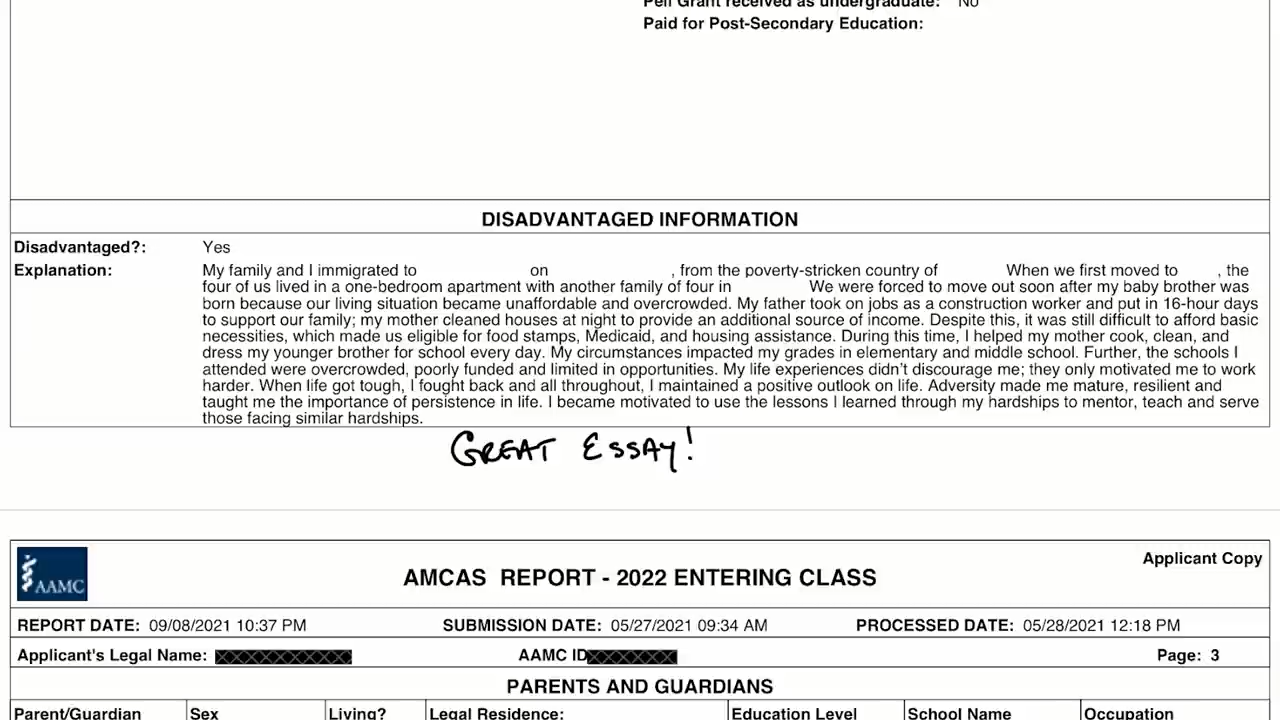 Pell Grant received as undergraduate: No
Paid for Post-Secondary Education:
DISADVANTAGED INFORMATION
Disadvantaged?: Yes
Explanation: My family and I immigrated to on , from the poverty-stricken country of When we first moved to , the
four of us lived in a one-bedroom apartment with another family of four in We were forced to move out soon after my baby brother was
born because our living situation became unaffordable and overcrowded. My father took on jobs as a construction worker and put in 16-hour days
to support our family; my mother cleaned houses at night to provide an additional source of income. Despite this, it was still difficult to afford basic
necessities, which made us eligible for food stamps, Medicaid, and housing assistance. During this time, I helped my mother cook, clean, and
dress my younger brother for school every day. My circumstances impacted my grades in elementary and middle school. Further, the schools I
attended were overcrowded, poorly funded and limited in opportunities. My life experiences didn't discourage me; they only motivated me to work
harder. When life got tough, I fought back and all throughout, I maintained a positive outlook on life. Adversity made me mature, resilient and
taught me the importance of persistence in life. I became motivated to use the lessons I learned through my hardships to mentor, teach and serve
those facing similar hardships.
GREAT ESSAY!
AAMC
Applicant Copy
AMCAS REPORT - 2022 ENTERING CLASS
REPORT DATE: 09/08/2021 10:37 PM SUBMISSION DATE: 05/27/2021 09:34 AM PROCESSED DATE: 05/28/2021 12:18 PM
Applicant's Legal Name: AAMC ID Page: 3
PARENTS AND GUARDIANS
Parent/Guardian Sex Living? Legal Residence: Education Level School Name Occupation